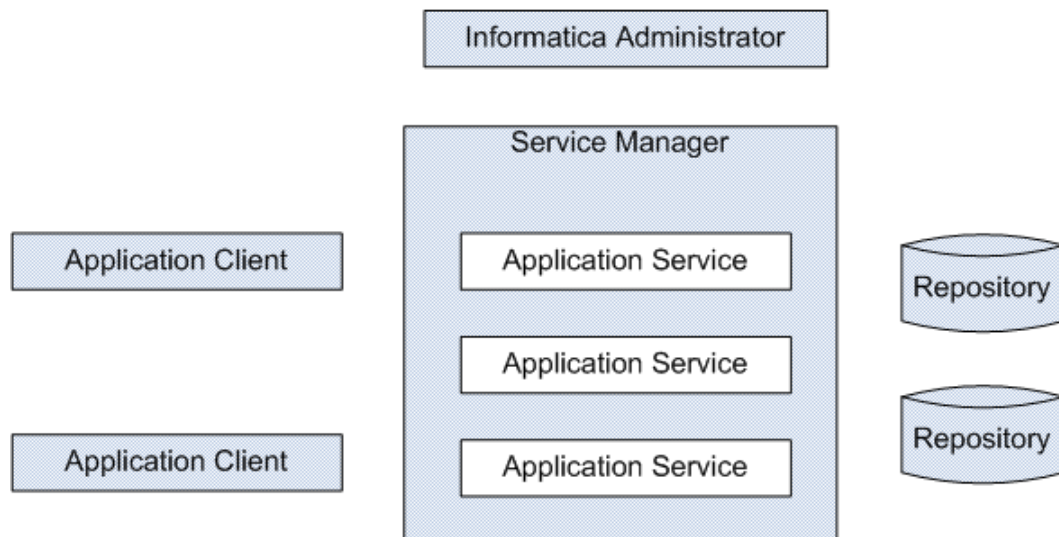 Informatica Administrator
Service Manager
Application Client
Application Service
Repository
Application Service
Repository
Application Client
Application Service